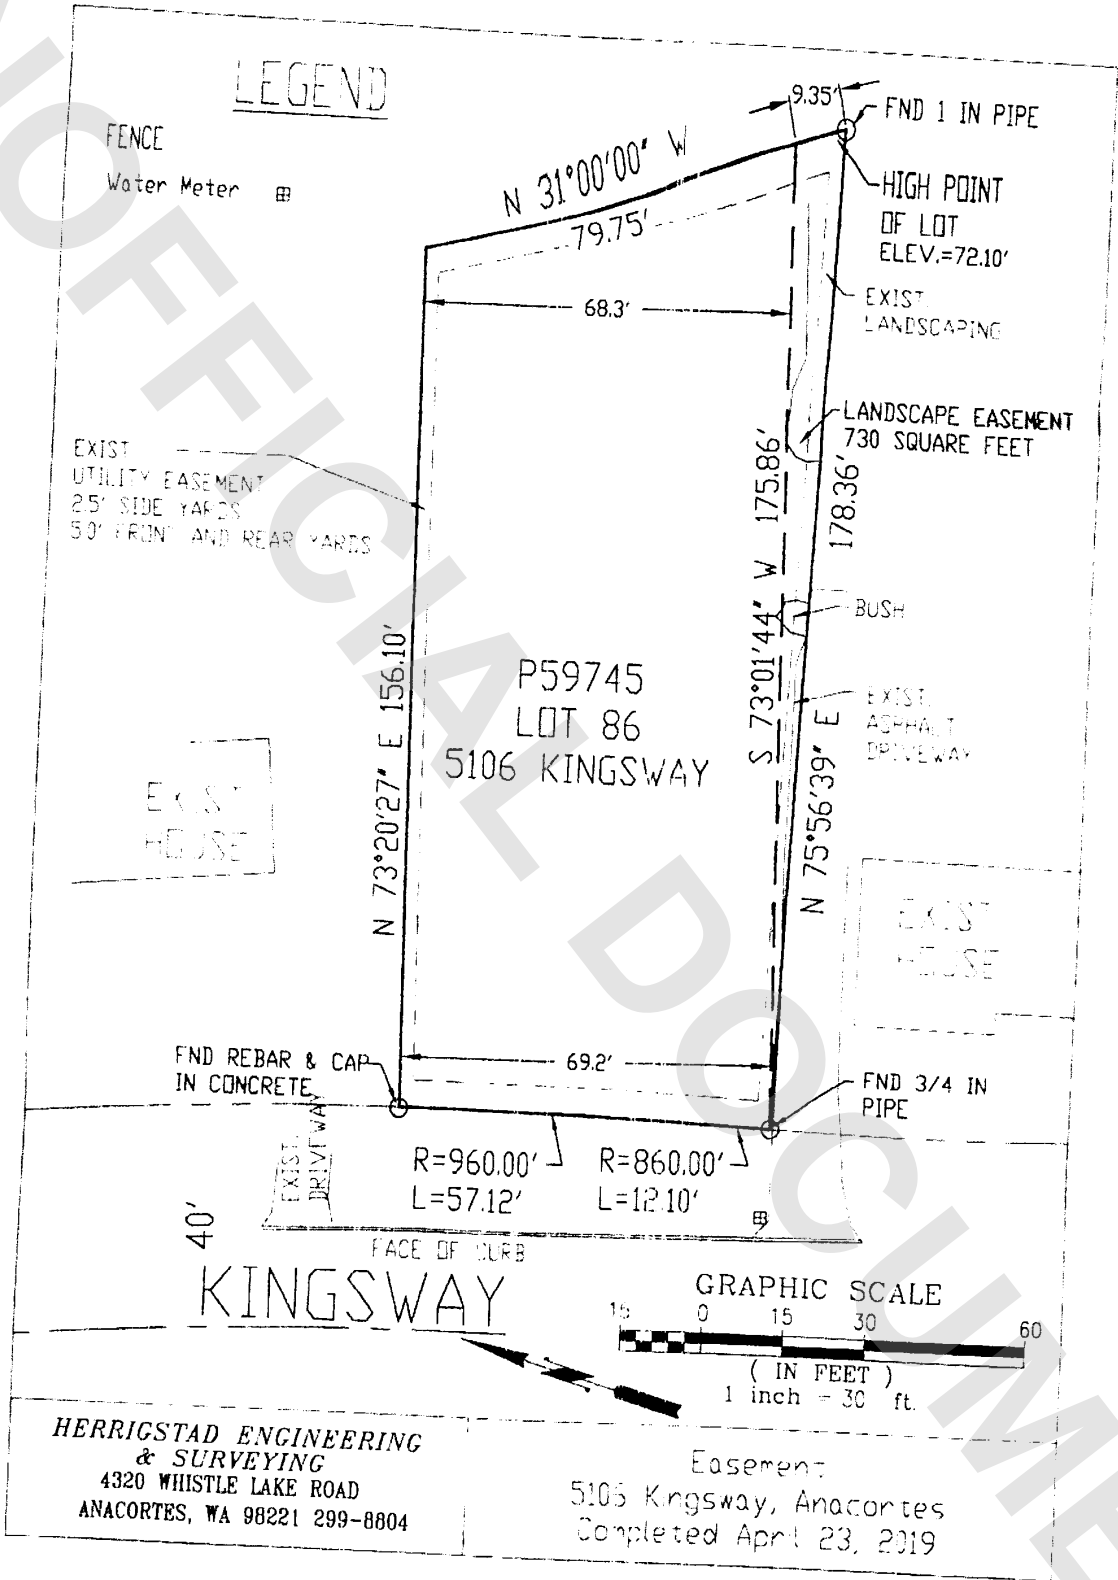 LEGEND
FENCE
Water Meter
N 31°00'00" W
79.75'
9.35'
FND 1 IN PIPE
HIGH POINT
OF LOT
ELEV.=72.10'
68.3'
EXIST.
LANDSCAPING
LANDSCAPE EASEMENT
730 SQUARE FEET
EXIST
UTILITY EASEMENT
2.5' SIDE YARDS
5.0' FRONT AND REAR YARDS
S 73°01'44" W 175.86'
178.36'
N 75°56'39" E
BUSH
N 73°20'27" E 156.10'
P59745
LOT 86
5106 KINGSWAY
EXIST.
ASPHALT
DRIVEWAY
EXIST
HOUSE
EXIST
HOUSE
69.2'
FND REBAR & CAP
IN CONCRETE
FND 3/4 IN
PIPE
EXIST.
DRIVEWAY
R=960.00'
L=57.12'
R=860.00'
L=12.10'
40'
FACE OF CURB
KINGSWAY
GRAPHIC SCALE
15 0 15 30 60
( IN FEET )
1 inch = 30 ft.
HERRIGSTAD ENGINEERING
& SURVEYING
4320 WHISTLE LAKE ROAD
ANACORTES, WA 98221 299-8804
Easement
5106 Kingsway, Anacortes
Completed April 23, 2019
UNOFFICIAL DOCUMENT